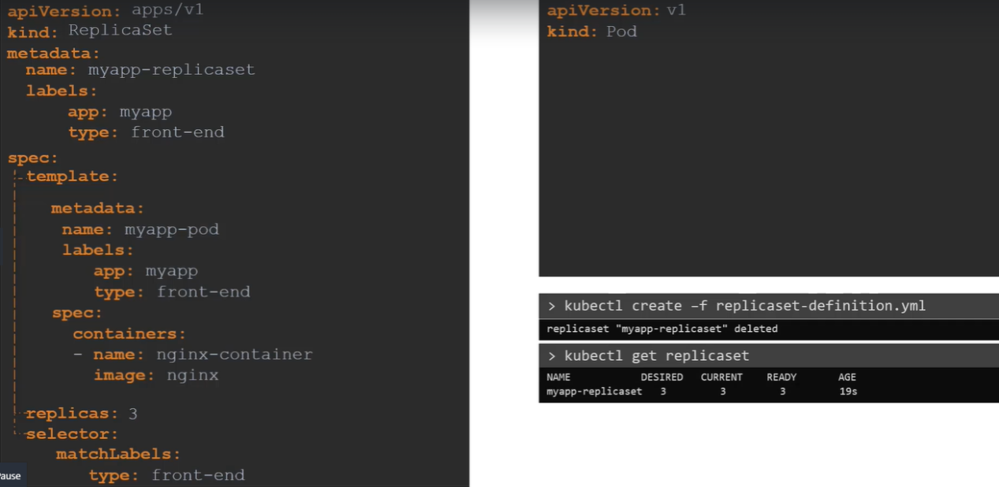 apiVersion: apps/v1
kind: ReplicaSet
metadata:
  name: myapp-replicaset
  labels:
      app: myapp
      type: front-end
spec:
  template:
    metadata:
      name: myapp-pod
      labels:
        app: myapp
        type: front-end
    spec:
      containers:
      - name: nginx-container
        image: nginx
  replicas: 3
  selector:
    matchLabels:
      type: front-end
Pause
apiVersion: v1
kind: Pod
> kubectl create –f replicaset-definition.yml
replicaset "myapp-replicaset" deleted
> kubectl get replicaset
NAME DESIRED CURRENT READY AGE
myapp-replicaset 3 3 3 19s